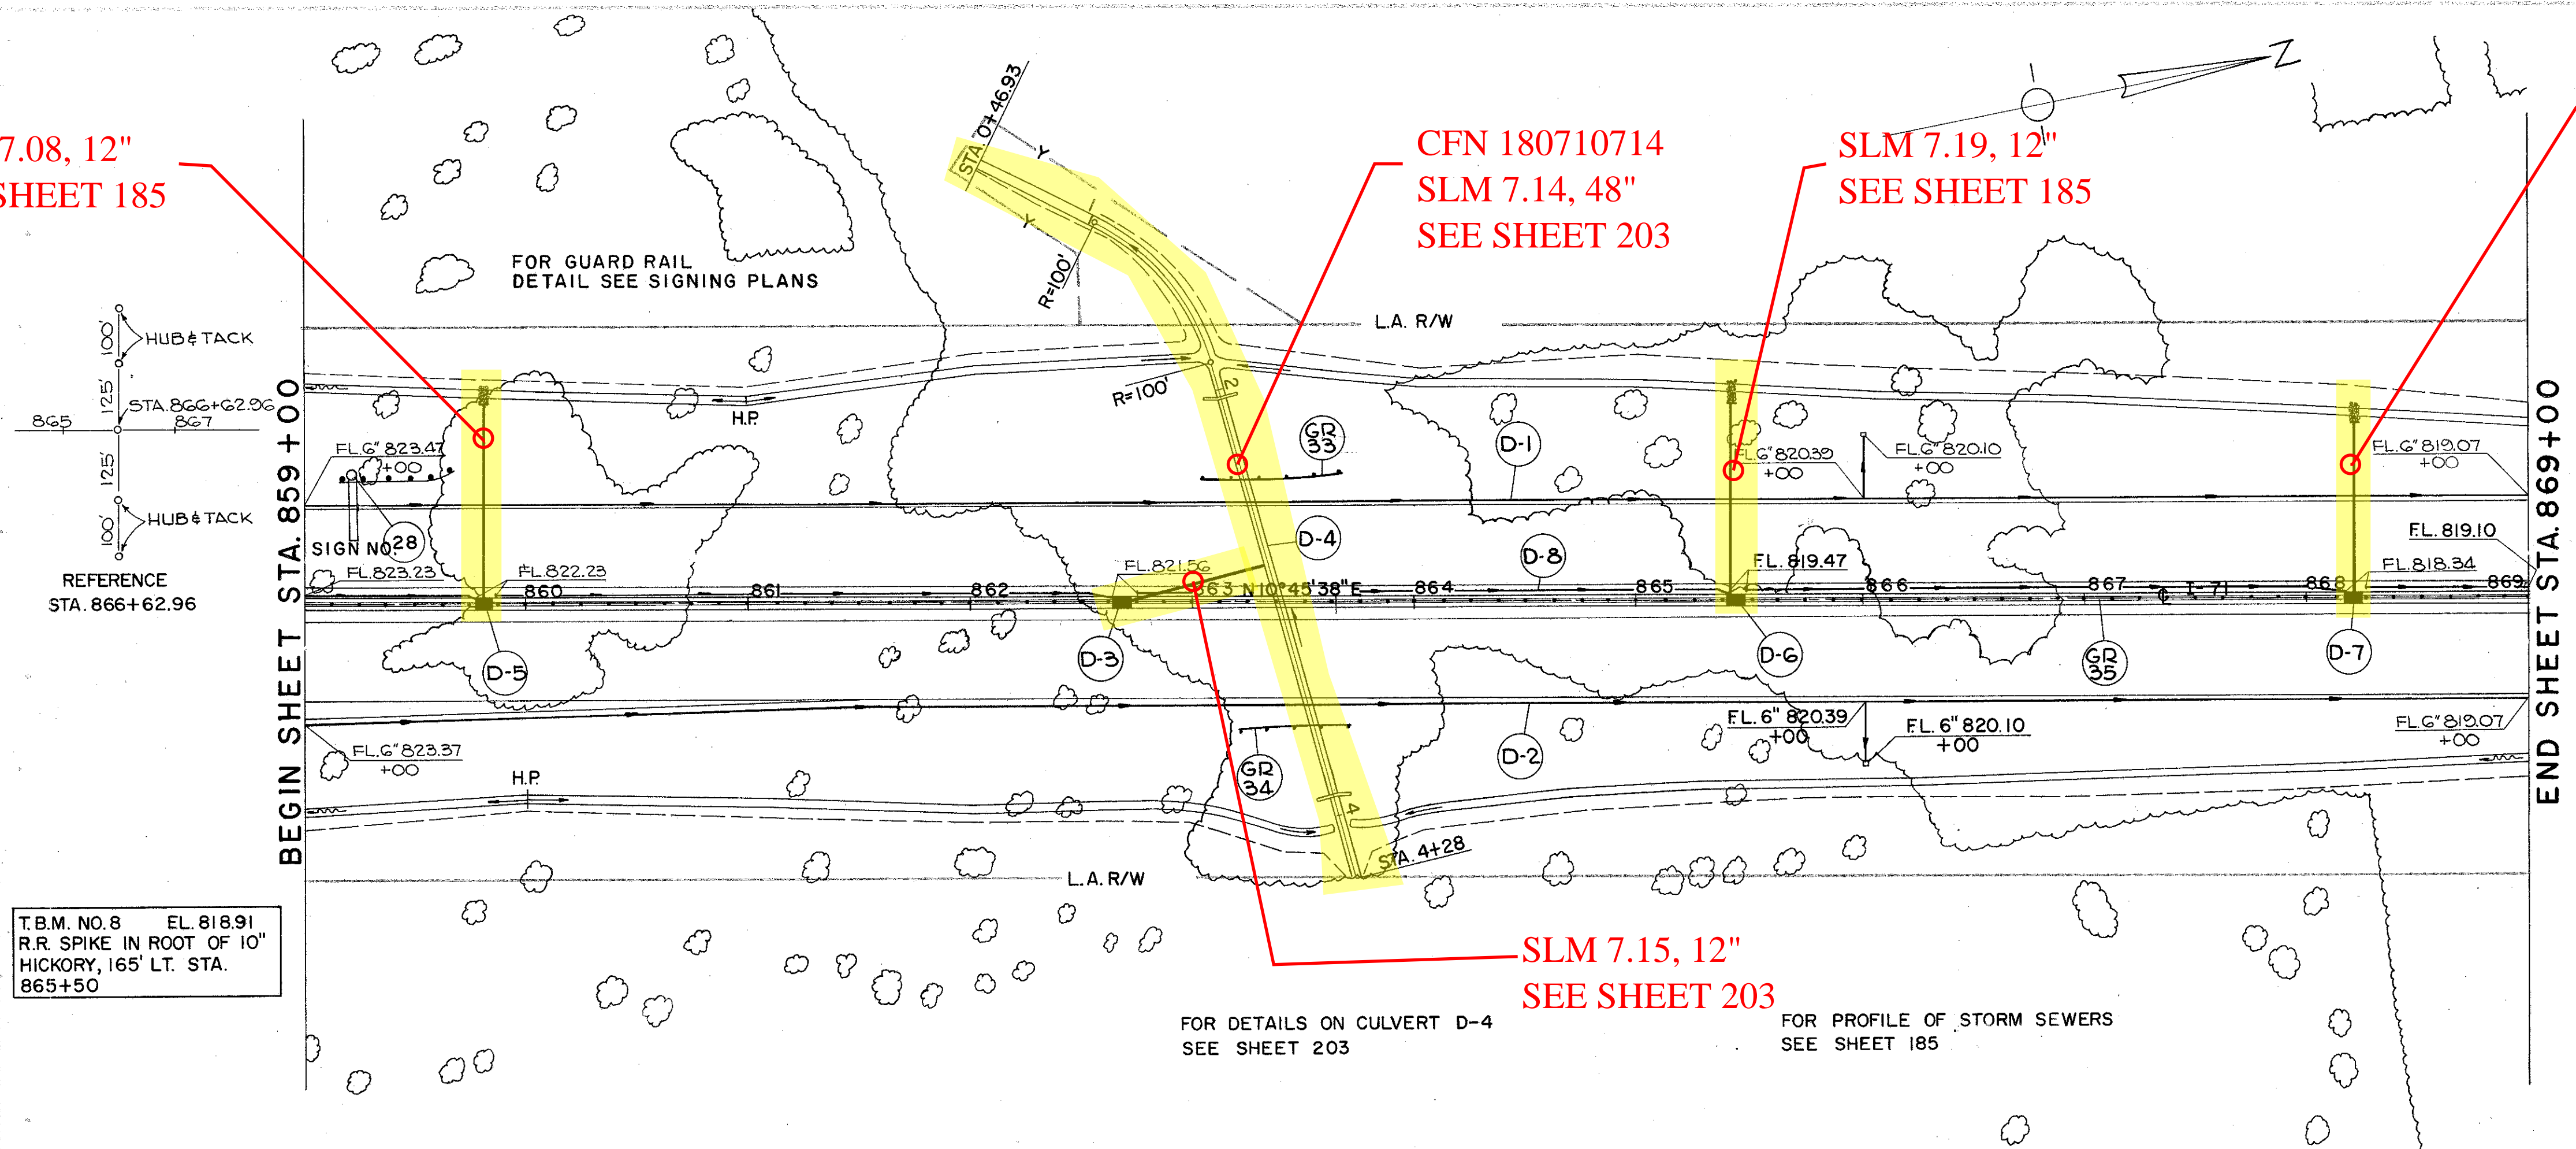 7.08, 12"
SHEET 185
CFN 180710714
SLM 7.14, 48"
SEE SHEET 203
SLM 7.19, 12"
SEE SHEET 185
Z
STA. 0+46.93
Y
Y
1
R=100'
FOR GUARD RAIL
DETAIL SEE SIGNING PLANS
L.A. R/W
100'
HUB & TACK
125'
STA. 866+62.96
865
867
125'
100'
HUB & TACK
REFERENCE
STA. 866+62.96
BEGIN SHEET STA. 859+00
END SHEET STA. 869+00
H.P.
R=100'
2
GR
33
D-1
FL.6" 823.47
+00
FL.6" 820.39
+00
FL.6" 820.10
+00
FL.6" 819.07
+00
SIGN NO. 28
D-4
D-8
FL. 823.23
FL. 822.23
FL. 821.56
F.L. 819.47
F.L. 819.10
FL. 818.34
860
861
862
863
N 10° 45' 38" E
864
865
866
867
I-71
868
869
D-5
D-3
D-6
GR
35
D-7
FL.6" 823.37
+00
GR
34
D-2
F.L. 6" 820.39
+00
F.L. 6" 820.10
+00
FL.6" 819.07
+00
H.P.
4
STA. 4+28
L.A. R/W
T.B.M. NO. 8 EL. 818.91
R.R. SPIKE IN ROOT OF 10"
HICKORY, 165' LT. STA.
865+50
SLM 7.15, 12"
SEE SHEET 203
FOR DETAILS ON CULVERT D-4
SEE SHEET 203
FOR PROFILE OF STORM SEWERS
SEE SHEET 185